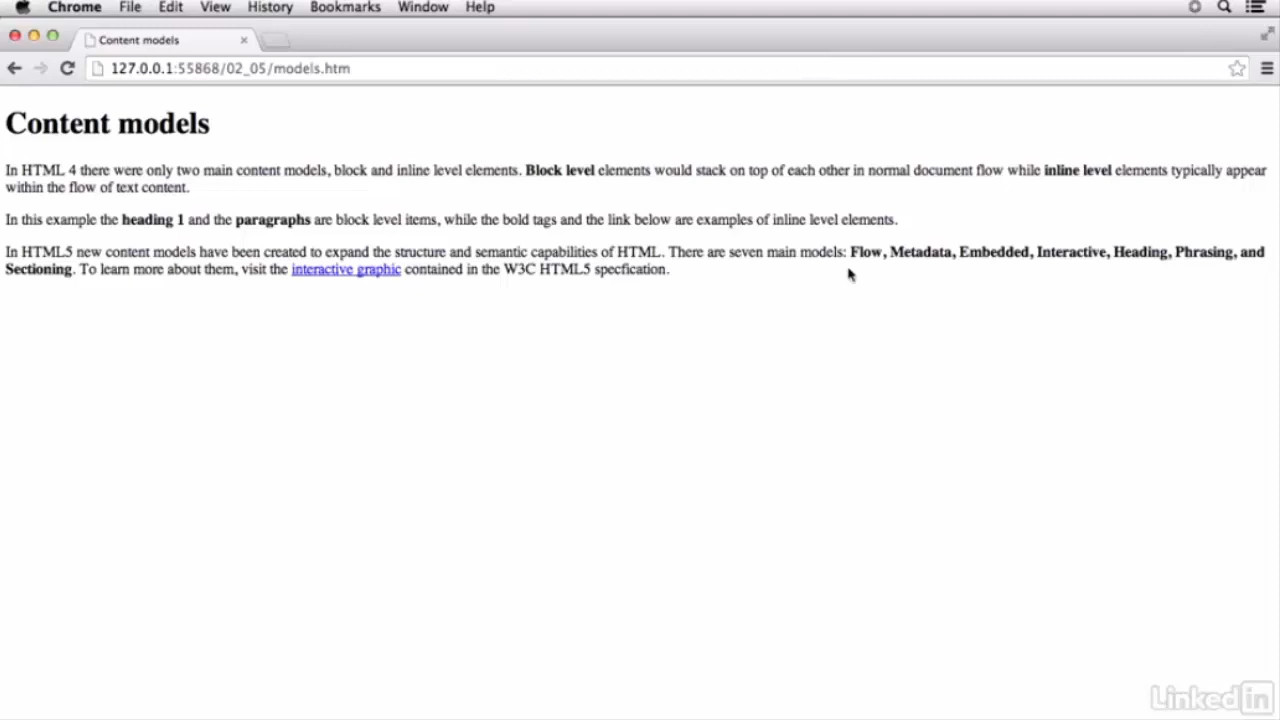 Chrome File Edit View History Bookmarks Window Help
Content models
127.0.0.1:55868/02_05/models.htm
Content models
In HTML 4 there were only two main content models, block and inline level elements. Block level elements would stack on top of each other in normal document flow while inline level elements typically appear
within the flow of text content.
In this example the heading 1 and the paragraphs are block level items, while the bold tags and the link below are examples of inline level elements.
In HTML5 new content models have been created to expand the structure and semantic capabilities of HTML. There are seven main models: Flow, Metadata, Embedded, Interactive, Heading, Phrasing, and
Sectioning. To learn more about them, visit the interactive graphic contained in the W3C HTML5 specfication.
Linked in